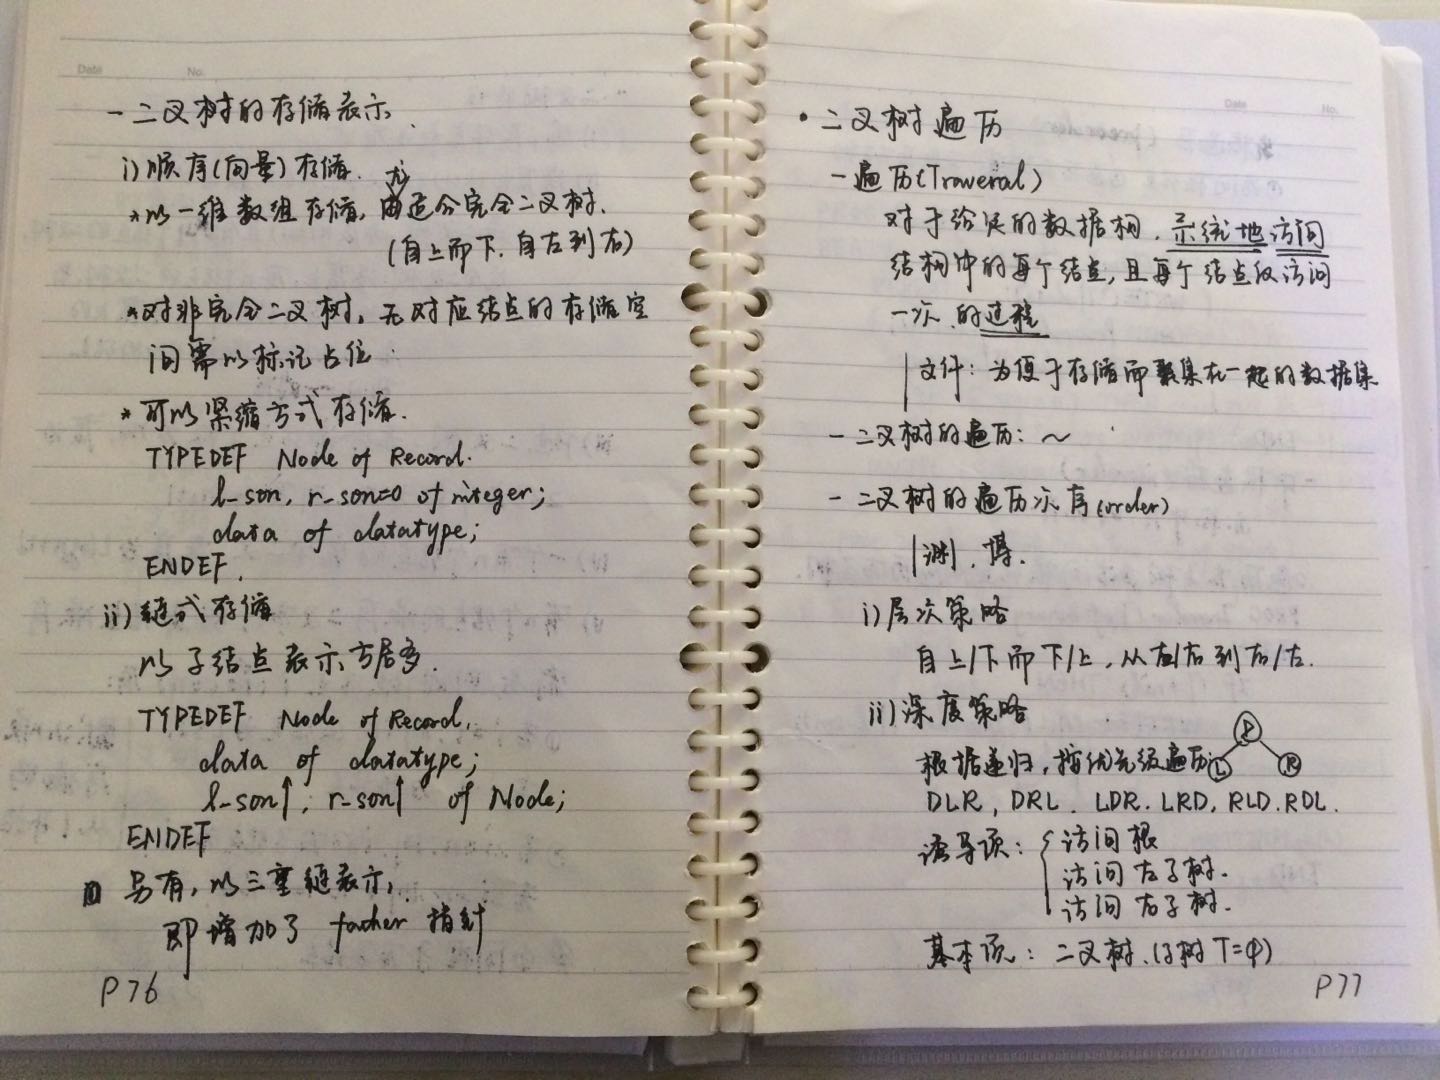 Date No.
- 二叉树的存储表示
i) 顺序(向量)存储.
*以一维数组存储, 尤适合完全二叉树.
(自上而下.自左到右)
*对非完全二叉树, 无对应结点的存储空
间需以标记占位.
* 可以紧缩方式存储.
TYPEDEF Node of Record.
l-son, r-son=0 of integer;
data of datatype;
ENDEF.
ii) 链式存储
以子结点表示方居多.
TYPEDEF Node of Record,
data of datatype;
l-son↑, r-son↑ of Node;
ENDEF
另有, 以三重链表示,
即增加了 father 指针
P76
Date No.
• 二叉树遍历
- 遍历(Traveral)
对于给定的数据构, 系统地访问
结构中的每个结点, 且每个结点仅访问
一次的过程
文件: 为便于存储而聚集在一起的数据集
- 二叉树的遍历: ~
- 二叉树的遍历次序(order)
渊, 博.
i) 层次策略
自上/下而下/上, 从左/右到右/左.
ii) 深度策略
D
根据递归, 按优先级遍历 L R
DLR, DRL. LDR. LRD, RLD. RDL.
递导项: { 访问根
访问左子树.
访问右子树.
基本项: 二叉树.(子树 T=Φ)
P77